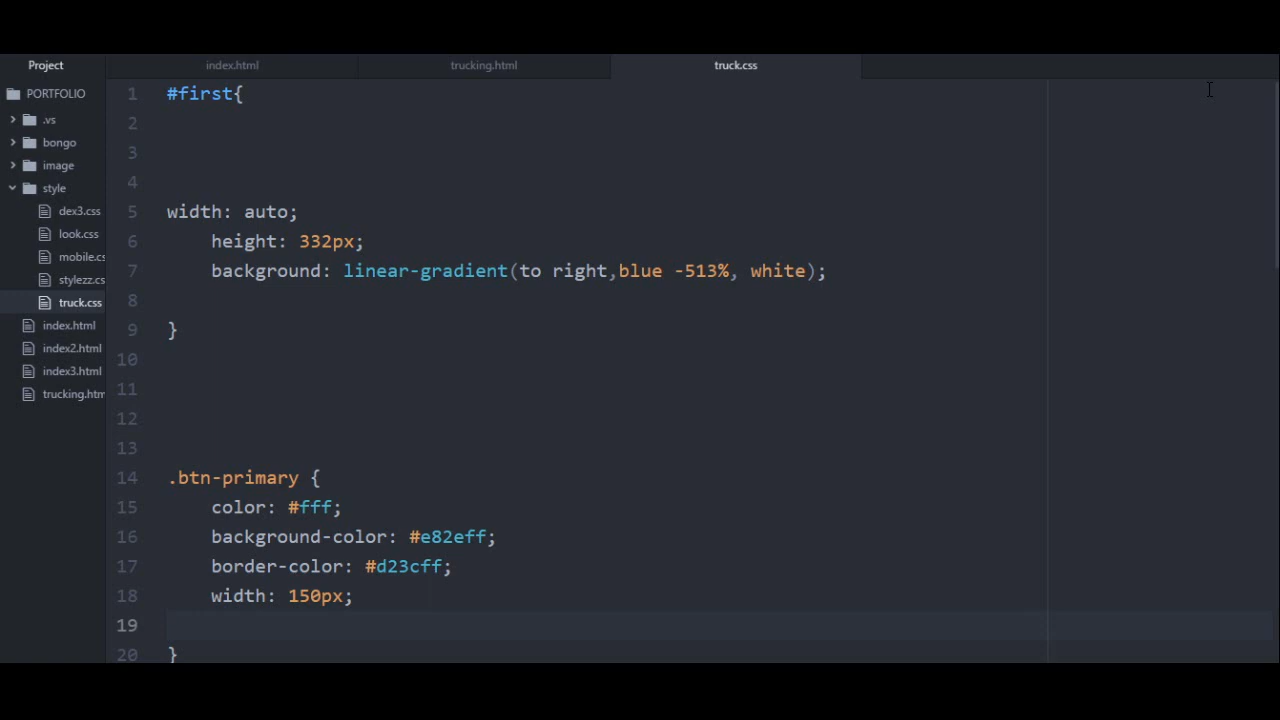 Project
index.html
trucking.html
truck.css
PORTFOLIO
.vs
bongo
image
style
dex3.css
look.css
mobile.cs
stylezz.cs
truck.css
index.html
index2.html
index3.html
trucking.htm
1 #first{
2
3
4
5 width: auto;
6 height: 332px;
7 background: linear-gradient(to right,blue -513%, white);
8
9 }
10
11
12
13
14 .btn-primary {
15 color: #fff;
16 background-color: #e82eff;
17 border-color: #d23cff;
18 width: 150px;
19
20 }